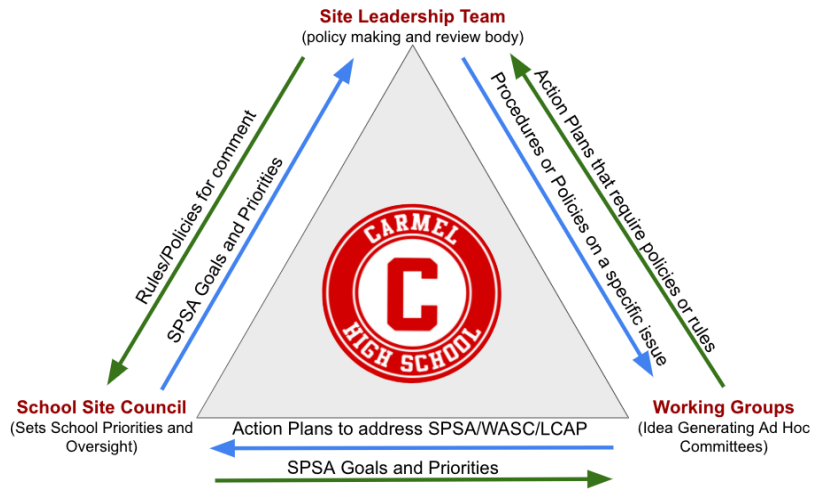 Site Leadership Team
(policy making and review body)
Rules/Policies for comment
SPSA Goals and Priorities
Procedures or Policies on a specific issue
Action Plans that require policies or rules
CARMEL
C
HIGH SCHOOL
School Site Council
(Sets School Priorities and
Oversight)
Working Groups
(Idea Generating Ad Hoc
Committees)
Action Plans to address SPSA/WASC/LCAP
SPSA Goals and Priorities